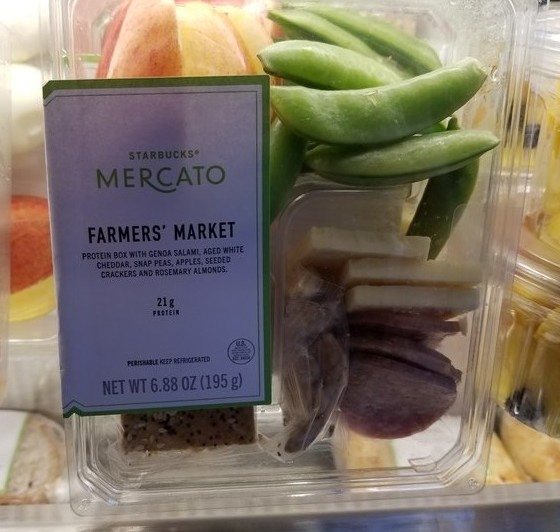 STARBUCKS®
MERCATO
FARMERS' MARKET
PROTEIN BOX WITH GENOA SALAMI, AGED WHITE
CHEDDAR, SNAP PEAS, APPLES, SEEDED
CRACKERS AND ROSEMARY ALMONDS.
21 g
PROTEIN
PERISHABLE KEEP REFRIGERATED
U.S.
NET WT 6.88 OZ (195 g)